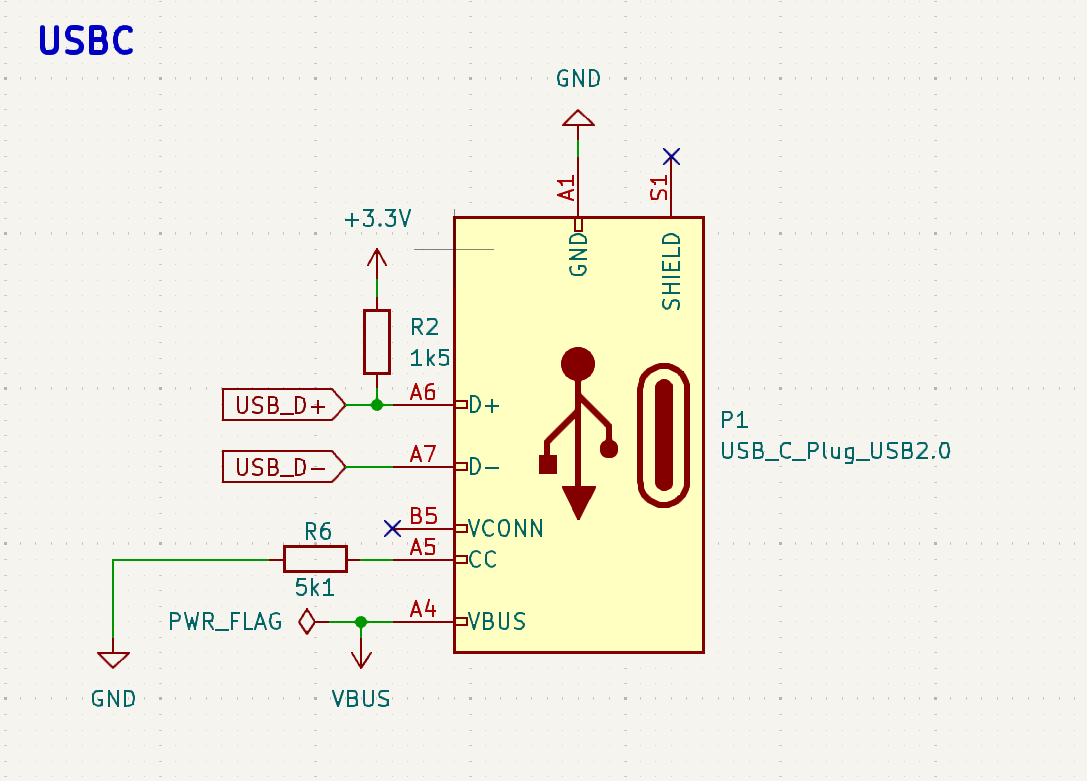 USBC
GND
A1
S1
+3.3V
GND
SHIELD
R2
1k5
A6
USB_D+
D+
P1
USB_C_Plug_USB2.0
A7
USB_D-
D-
B5
VCONN
R6
A5
CC
5k1
A4
PWR_FLAG
VBUS
GND
VBUS